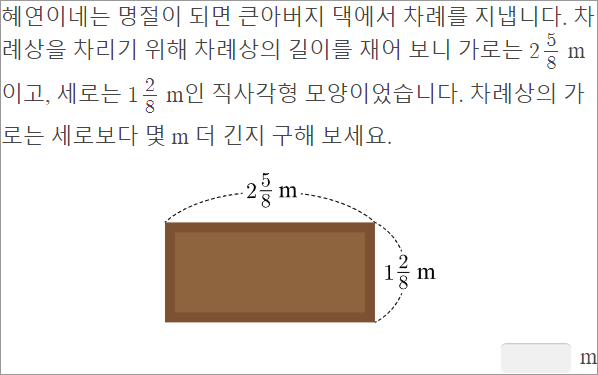 혜연이네는 명절이 되면 큰아버지 댁에서 차례를 지냅니다. 차
례상을 차리기 위해 차례상의 길이를 재어 보니 가로는 2 5/8 m
이고, 세로는 1 2/8 m인 직사각형 모양이었습니다. 차례상의 가
로는 세로보다 몇 m 더 긴지 구해 보세요.
2 5/8 m
1 2/8 m
m